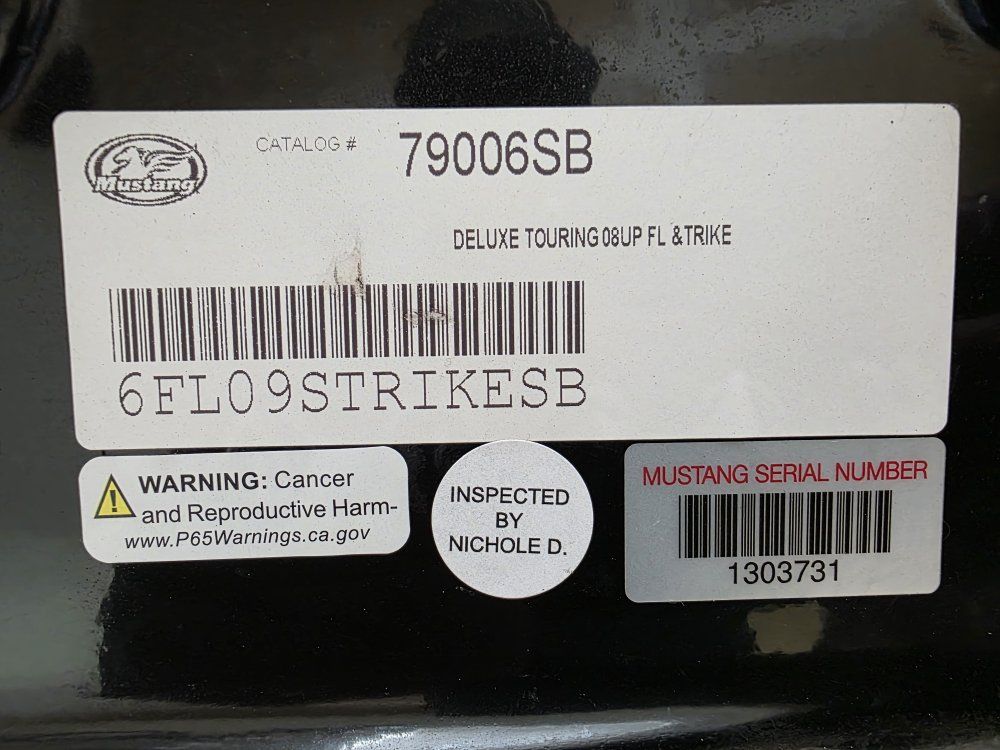 Mustang
CATALOG # 79006SB
DELUXE TOURING 08UP FL &TRIKE
6FL09STRIKESB
WARNING: Cancer
and Reproductive Harm-
www.P65Warnings.ca.gov
INSPECTED
BY
NICHOLE D.
MUSTANG SERIAL NUMBER
1303731